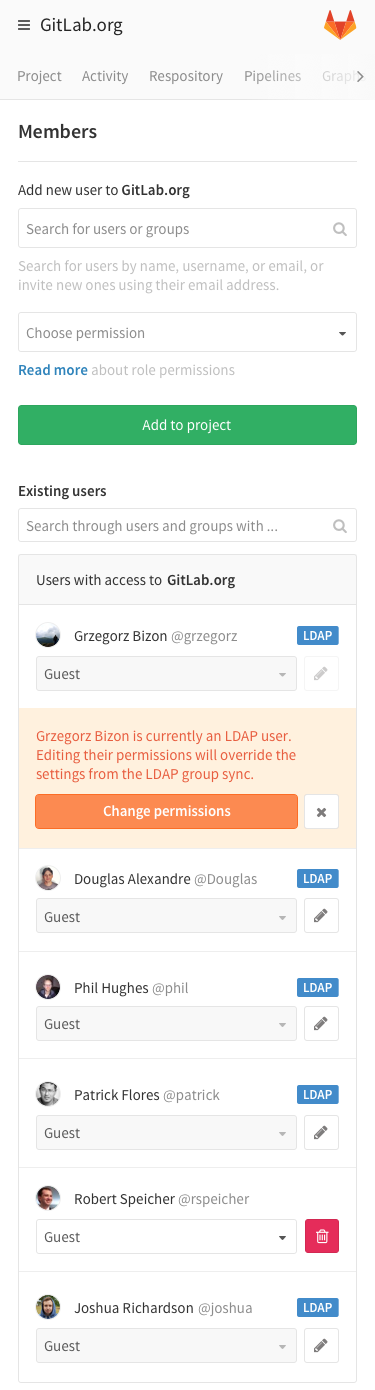 GitLab.org
Project Activity Respository Pipelines Graph
Members
Add new user to GitLab.org
Search for users or groups
Search for users by name, username, or email, or
invite new ones using their email address.
Choose permission
Read more about role permissions
Add to project
Existing users
Search through users and groups with ...
Users with access to GitLab.org
Grzegorz Bizon @grzegorz LDAP
Guest
Grzegorz Bizon is currently an LDAP user.
Editing their permissions will override the
settings from the LDAP group sync.
Change permissions
Douglas Alexandre @Douglas LDAP
Guest
Phil Hughes @phil LDAP
Guest
Patrick Flores @patrick LDAP
Guest
Robert Speicher @rspeicher
Guest
Joshua Richardson @joshua LDAP
Guest